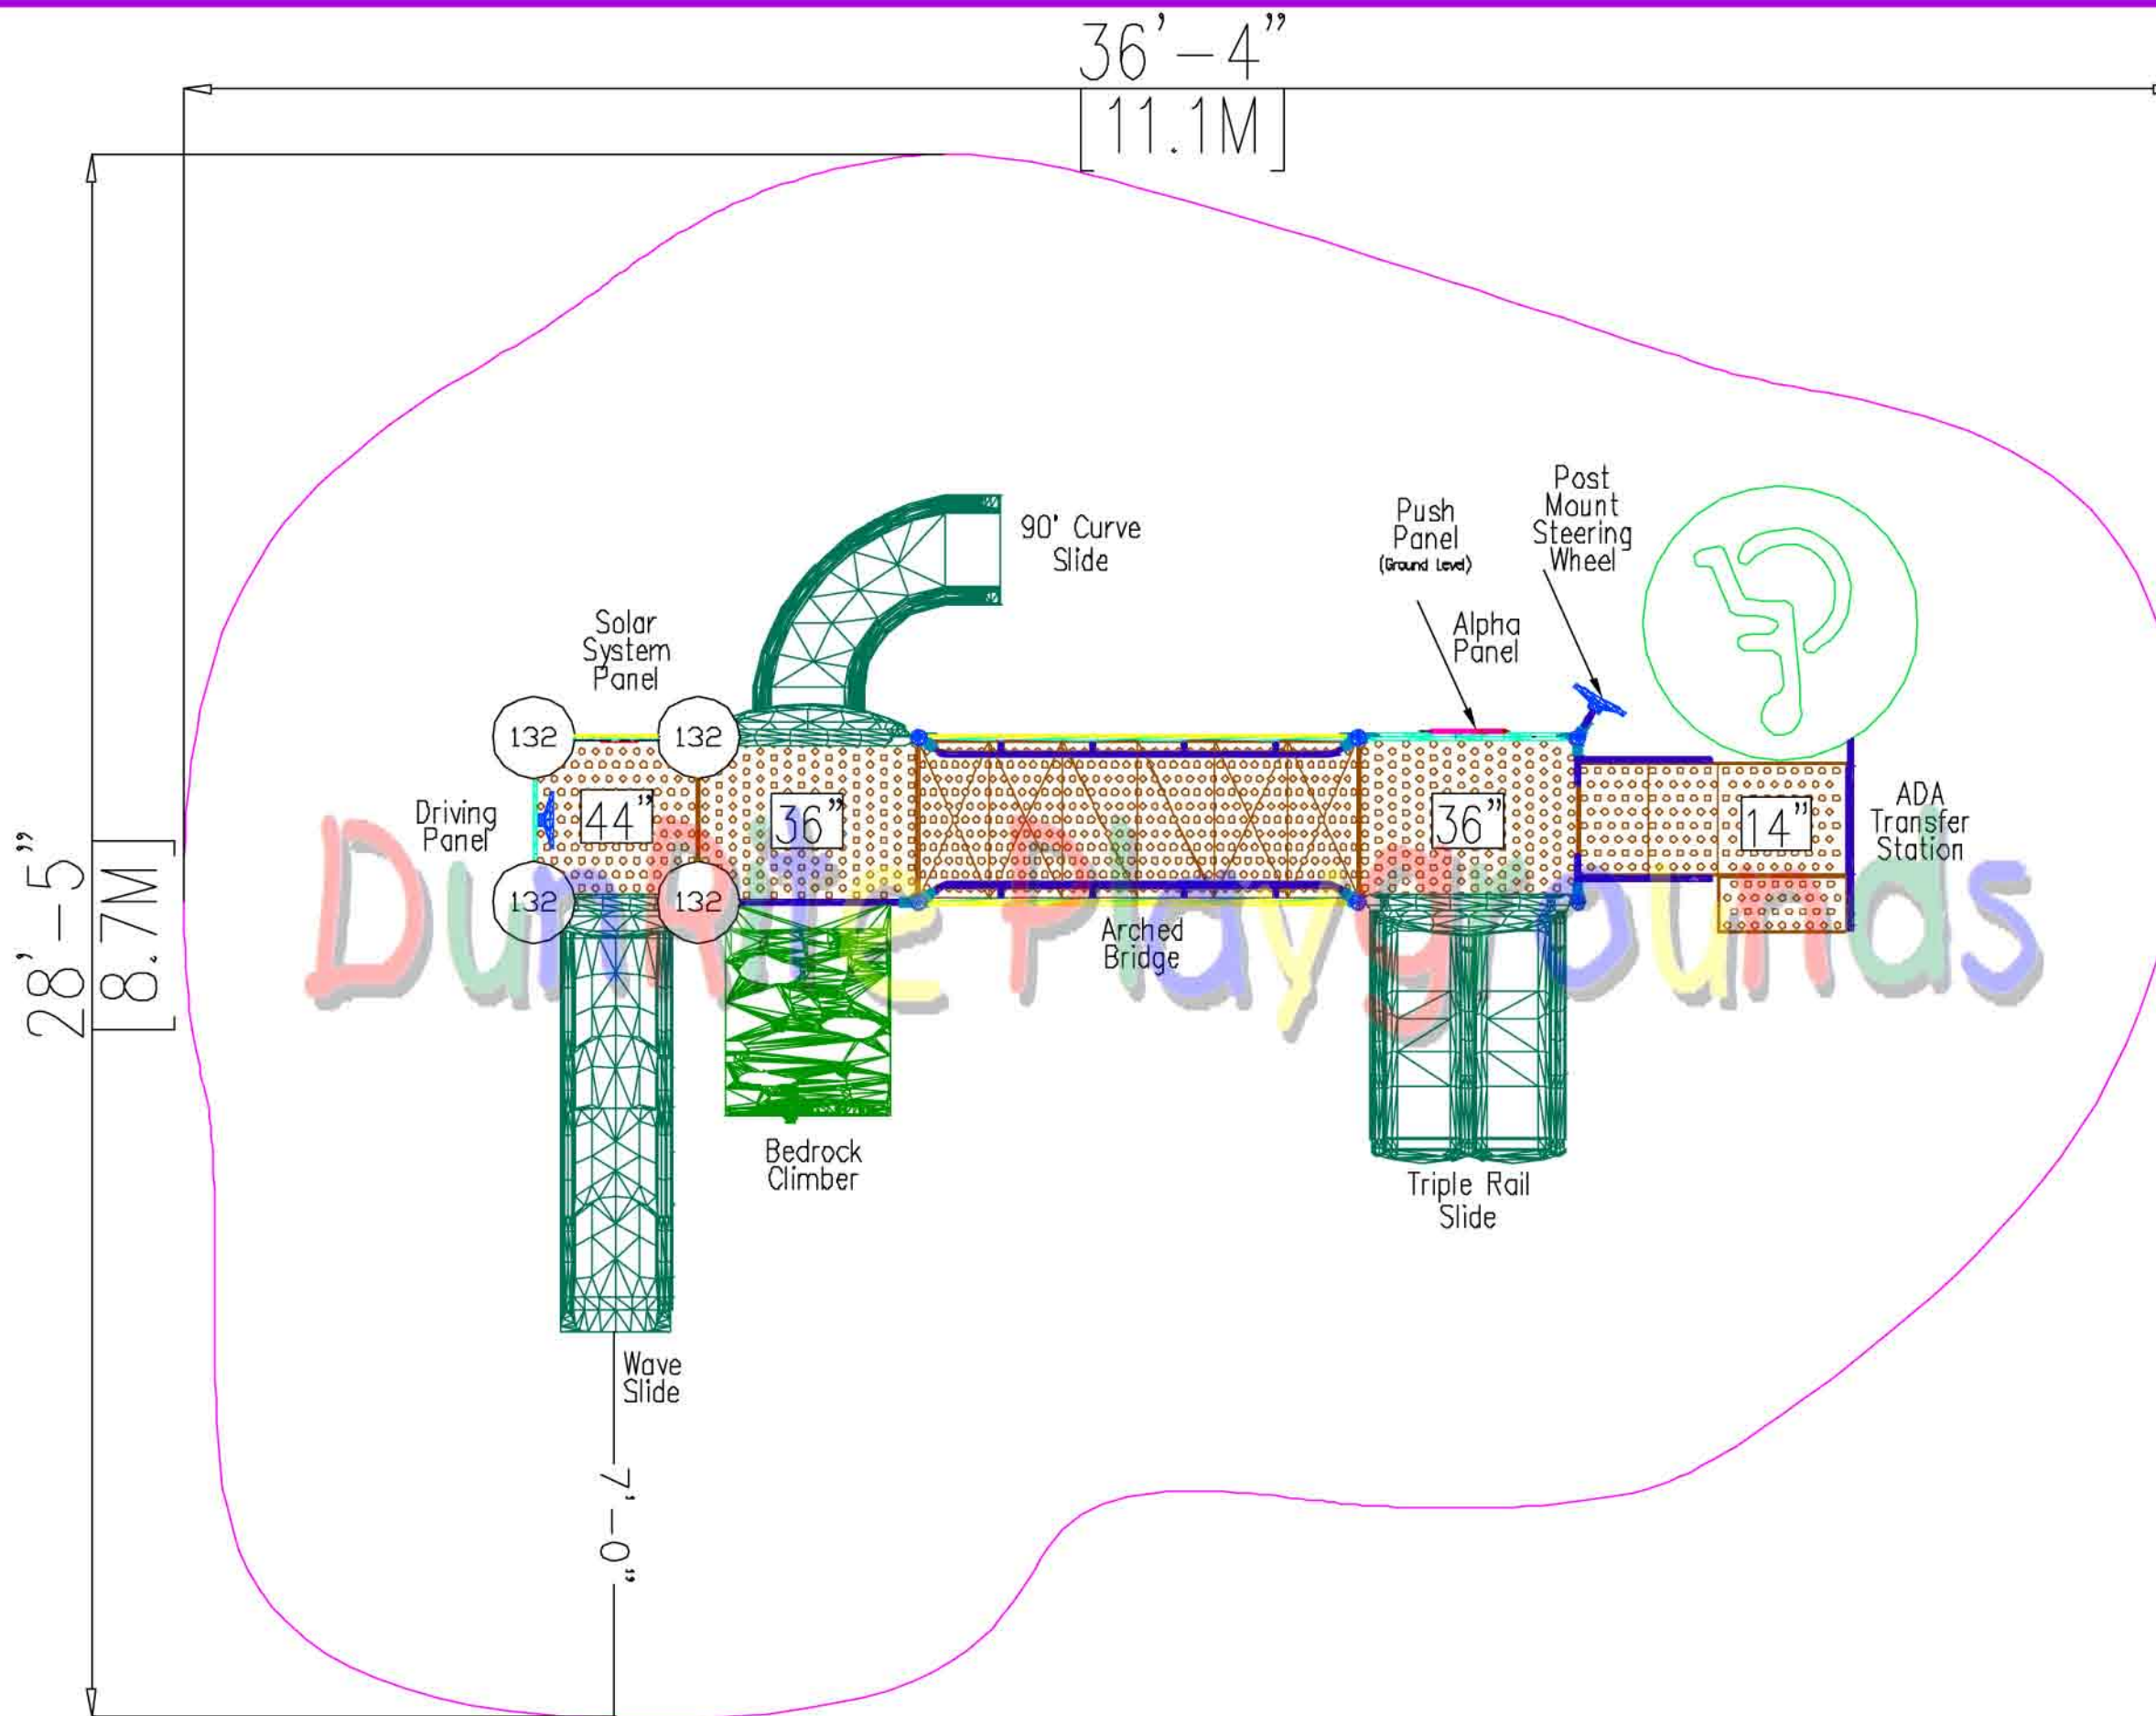 36'-4"
[11.1M]
28'-5"
[8.7M]
90' Curve
Slide
Post
Mount
Steering
Wheel
Push
Panel
(Ground Level)
Alpha
Panel
Solar
System
Panel
132
132
Driving
Panel
44"
36"
36"
14"
ADA
Transfer
Station
132
132
DunRite Playgrounds
Arched
Bridge
Bedrock
Climber
Triple Rail
Slide
Wave
Slide
7'-0"